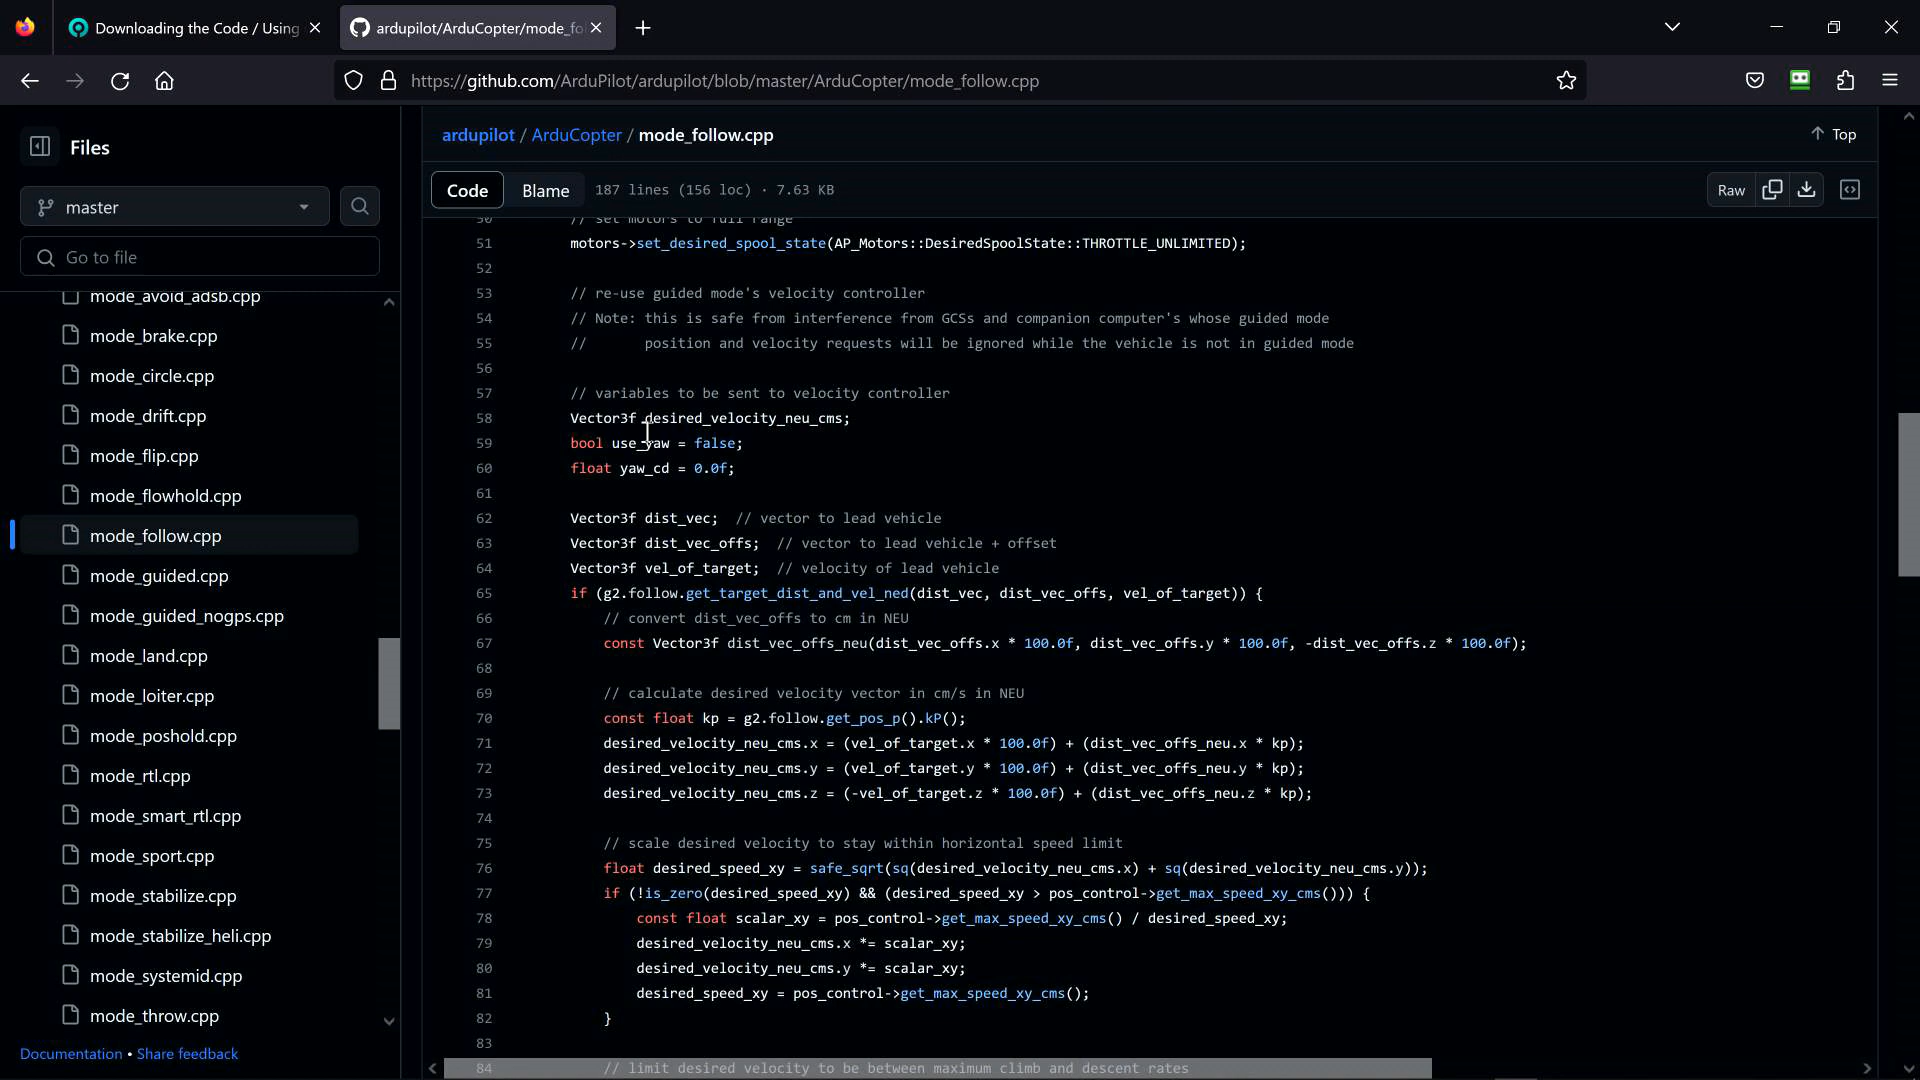 Downloading the Code / Using
ardupilot/ArduCopter/mode_fo
https://github.com/ArduPilot/ardupilot/blob/master/ArduCopter/mode_follow.cpp
Files
master
Go to file
mode_avoid_adsb.cpp
mode_brake.cpp
mode_circle.cpp
mode_drift.cpp
mode_flip.cpp
mode_flowhold.cpp
mode_follow.cpp
mode_guided.cpp
mode_guided_nogps.cpp
mode_land.cpp
mode_loiter.cpp
mode_poshold.cpp
mode_rtl.cpp
mode_smart_rtl.cpp
mode_sport.cpp
mode_stabilize.cpp
mode_stabilize_heli.cpp
mode_systemid.cpp
mode_throw.cpp
Documentation • Share feedback
ardupilot / ArduCopter / mode_follow.cpp
Top
Code Blame 187 lines (156 loc) · 7.63 KB
Raw
50 // set motors to full range
51 motors->set_desired_spool_state(AP_Motors::DesiredSpoolState::THROTTLE_UNLIMITED);
52
53 // re-use guided mode's velocity controller
54 // Note: this is safe from interference from GCSs and companion computer's whose guided mode
55 //       position and velocity requests will be ignored while the vehicle is not in guided mode
56
57 // variables to be sent to velocity controller
58 Vector3f desired_velocity_neu_cms;
59 bool use_yaw = false;
60 float yaw_cd = 0.0f;
61
62 Vector3f dist_vec;  // vector to lead vehicle
63 Vector3f dist_vec_offs;  // vector to lead vehicle + offset
64 Vector3f vel_of_target;  // velocity of lead vehicle
65 if (g2.follow.get_target_dist_and_vel_ned(dist_vec, dist_vec_offs, vel_of_target)) {
66 // convert dist_vec_offs to cm in NEU
67 const Vector3f dist_vec_offs_neu(dist_vec_offs.x * 100.0f, dist_vec_offs.y * 100.0f, -dist_vec_offs.z * 100.0f);
68
69 // calculate desired velocity vector in cm/s in NEU
70 const float kp = g2.follow.get_pos_p().kP();
71 desired_velocity_neu_cms.x = (vel_of_target.x * 100.0f) + (dist_vec_offs_neu.x * kp);
72 desired_velocity_neu_cms.y = (vel_of_target.y * 100.0f) + (dist_vec_offs_neu.y * kp);
73 desired_velocity_neu_cms.z = (-vel_of_target.z * 100.0f) + (dist_vec_offs_neu.z * kp);
74
75 // scale desired velocity to stay within horizontal speed limit
76 float desired_speed_xy = safe_sqrt(sq(desired_velocity_neu_cms.x) + sq(desired_velocity_neu_cms.y));
77 if (!is_zero(desired_speed_xy) && (desired_speed_xy > pos_control->get_max_speed_xy_cms())) {
78 const float scalar_xy = pos_control->get_max_speed_xy_cms() / desired_speed_xy;
79 desired_velocity_neu_cms.x *= scalar_xy;
80 desired_velocity_neu_cms.y *= scalar_xy;
81 desired_speed_xy = pos_control->get_max_speed_xy_cms();
82 }
83
84 // limit desired velocity to be between maximum climb and descent rates